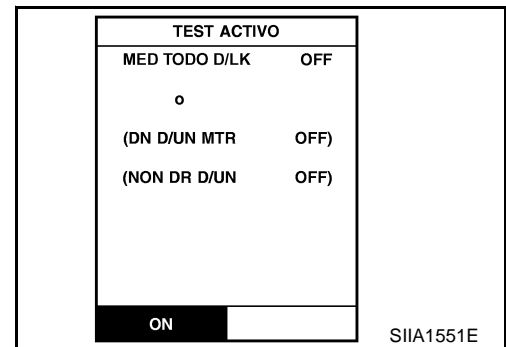 TEST ACTIVO
MED TODO D/LK OFF
o
(DN D/UN MTR OFF)
(NON DR D/UN OFF)
ON
SIIA1551E